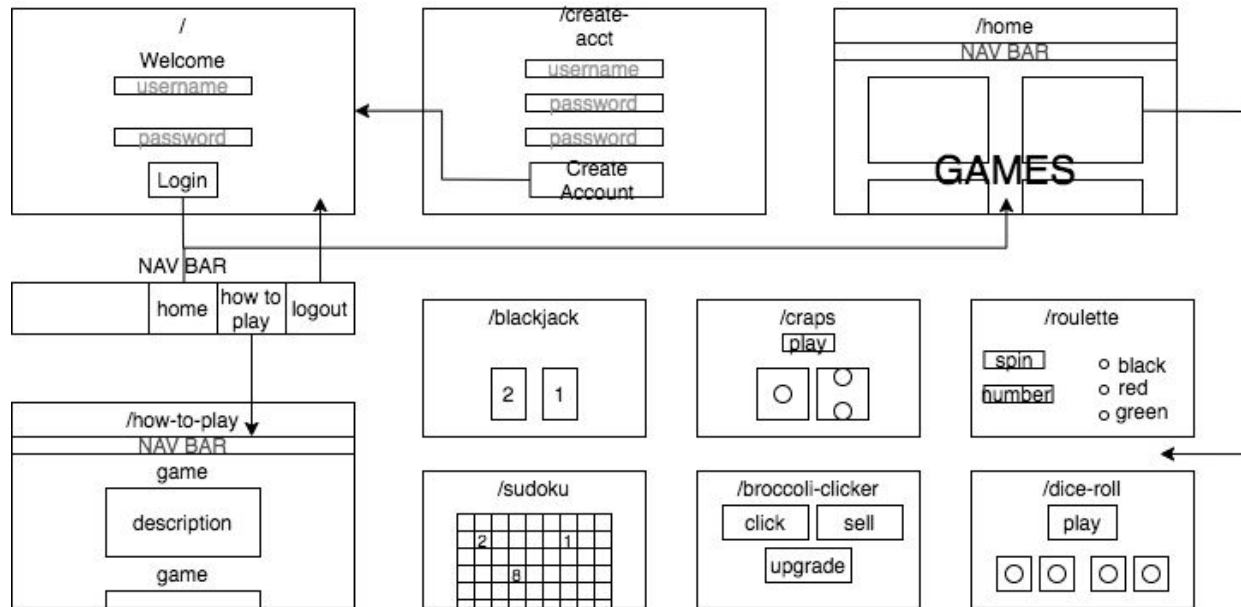 /
Welcome
username
password
Login
/create-
acct
username
password
password
Create
Account
/home
NAV BAR
GAMES
NAV BAR
home
how to
play
logout
/how-to-play
NAV BAR
game
description
game
/blackjack
2
1
/craps
play
/roulette
spin
number
black
red
green
/sudoku
2
1
8
/broccoli-clicker
click
sell
upgrade
/dice-roll
play